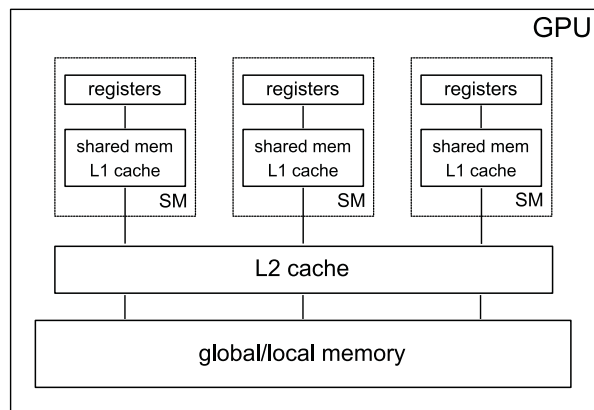 GPU
registers
registers
registers
shared mem
L1 cache
shared mem
L1 cache
shared mem
L1 cache
SM
SM
SM
L2 cache
global/local memory